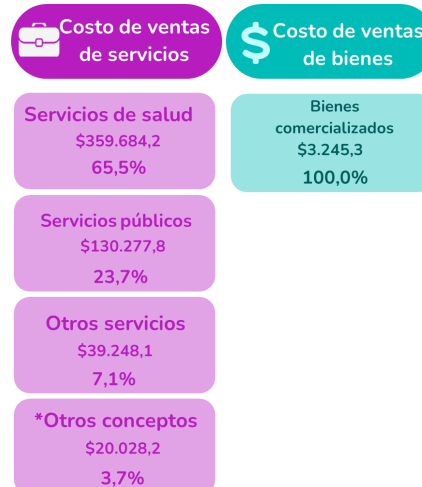 Costo de ventas
de servicios
Servicios de salud
$359.684,2
65,5%
Servicios públicos
$130.277,8
23,7%
Otros servicios
$39.248,1
7,1%
*Otros conceptos
$20.028,2
3,7%
Costo de ventas
de bienes
Bienes
comercializados
$3.245,3
100,0%